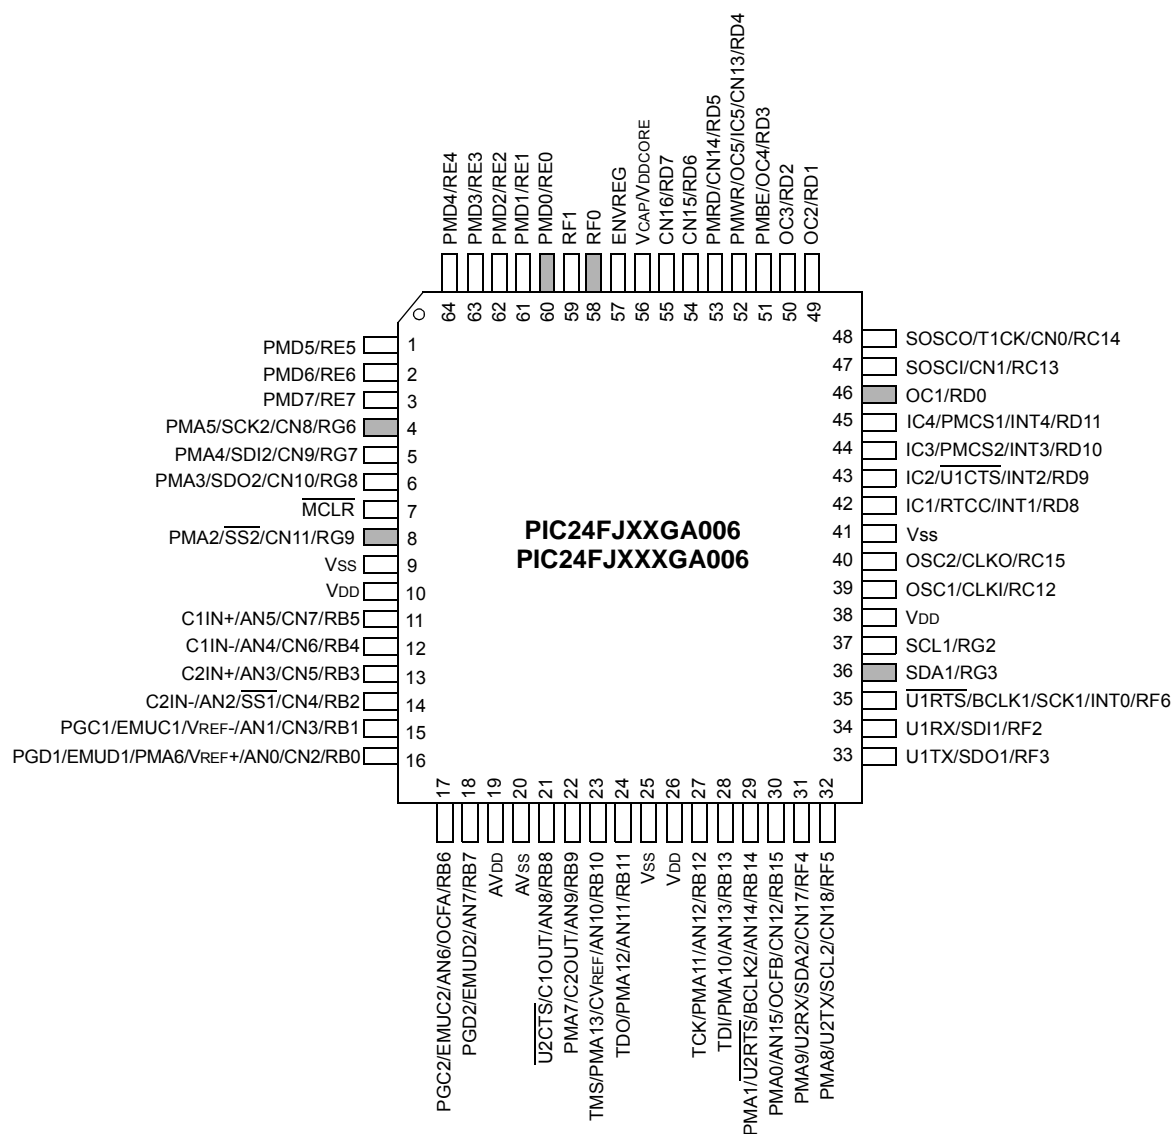 PMD4/RE4
PMD3/RE3
PMD2/RE2
PMD1/RE1
PMD0/RE0
RF1
RF0
ENVREG
VCAP/VDDCORE
CN16/RD7
CN15/RD6
PMRD/CN14/RD5
PMWR/OC5/IC5/CN13/RD4
PMBE/OC4/RD3
OC3/RD2
OC2/RD1
64
63
62
61
60
59
58
57
56
55
54
53
52
51
50
49
PMD5/RE5 1
PMD6/RE6 2
PMD7/RE7 3
PMA5/SCK2/CN8/RG6 4
PMA4/SDI2/CN9/RG7 5
PMA3/SDO2/CN10/RG8 6
MCLR 7
PMA2/SS2/CN11/RG9 8
VSS 9
VDD 10
C1IN+/AN5/CN7/RB5 11
C1IN-/AN4/CN6/RB4 12
C2IN+/AN3/CN5/RB3 13
C2IN-/AN2/SS1/CN4/RB2 14
PGC1/EMUC1/VREF-/AN1/CN3/RB1 15
PGD1/EMUD1/PMA6/VREF+/AN0/CN2/RB0 16
PIC24FJXXGA006
PIC24FJXXXGA006
48 SOSCO/T1CK/CN0/RC14
47 SOSCI/CN1/RC13
46 OC1/RD0
45 IC4/PMCS1/INT4/RD11
44 IC3/PMCS2/INT3/RD10
43 IC2/U1CTS/INT2/RD9
42 IC1/RTCC/INT1/RD8
41 Vss
40 OSC2/CLKO/RC15
39 OSC1/CLKI/RC12
38 VDD
37 SCL1/RG2
36 SDA1/RG3
35 U1RTS/BCLK1/SCK1/INT0/RF6
34 U1RX/SDI1/RF2
33 U1TX/SDO1/RF3
17
18
19
20
21
22
23
24
25
26
27
28
29
30
31
32
PGC2/EMUC2/AN6/OCFA/RB6
PGD2/EMUD2/AN7/RB7
AVDD
AVSS
U2CTS/C1OUT/AN8/RB8
PMA7/C2OUT/AN9/RB9
TMS/PMA13/CVREF/AN10/RB10
TDO/PMA12/AN11/RB11
VSS
VDD
TCK/PMA11/AN12/RB12
TDI/PMA10/AN13/RB13
PMA1/U2RTS/BCLK2/AN14/RB14
PMA0/AN15/OCFB/CN12/RB15
PMA9/U2RX/SDA2/CN17/RF4
PMA8/U2TX/SCL2/CN18/RF5